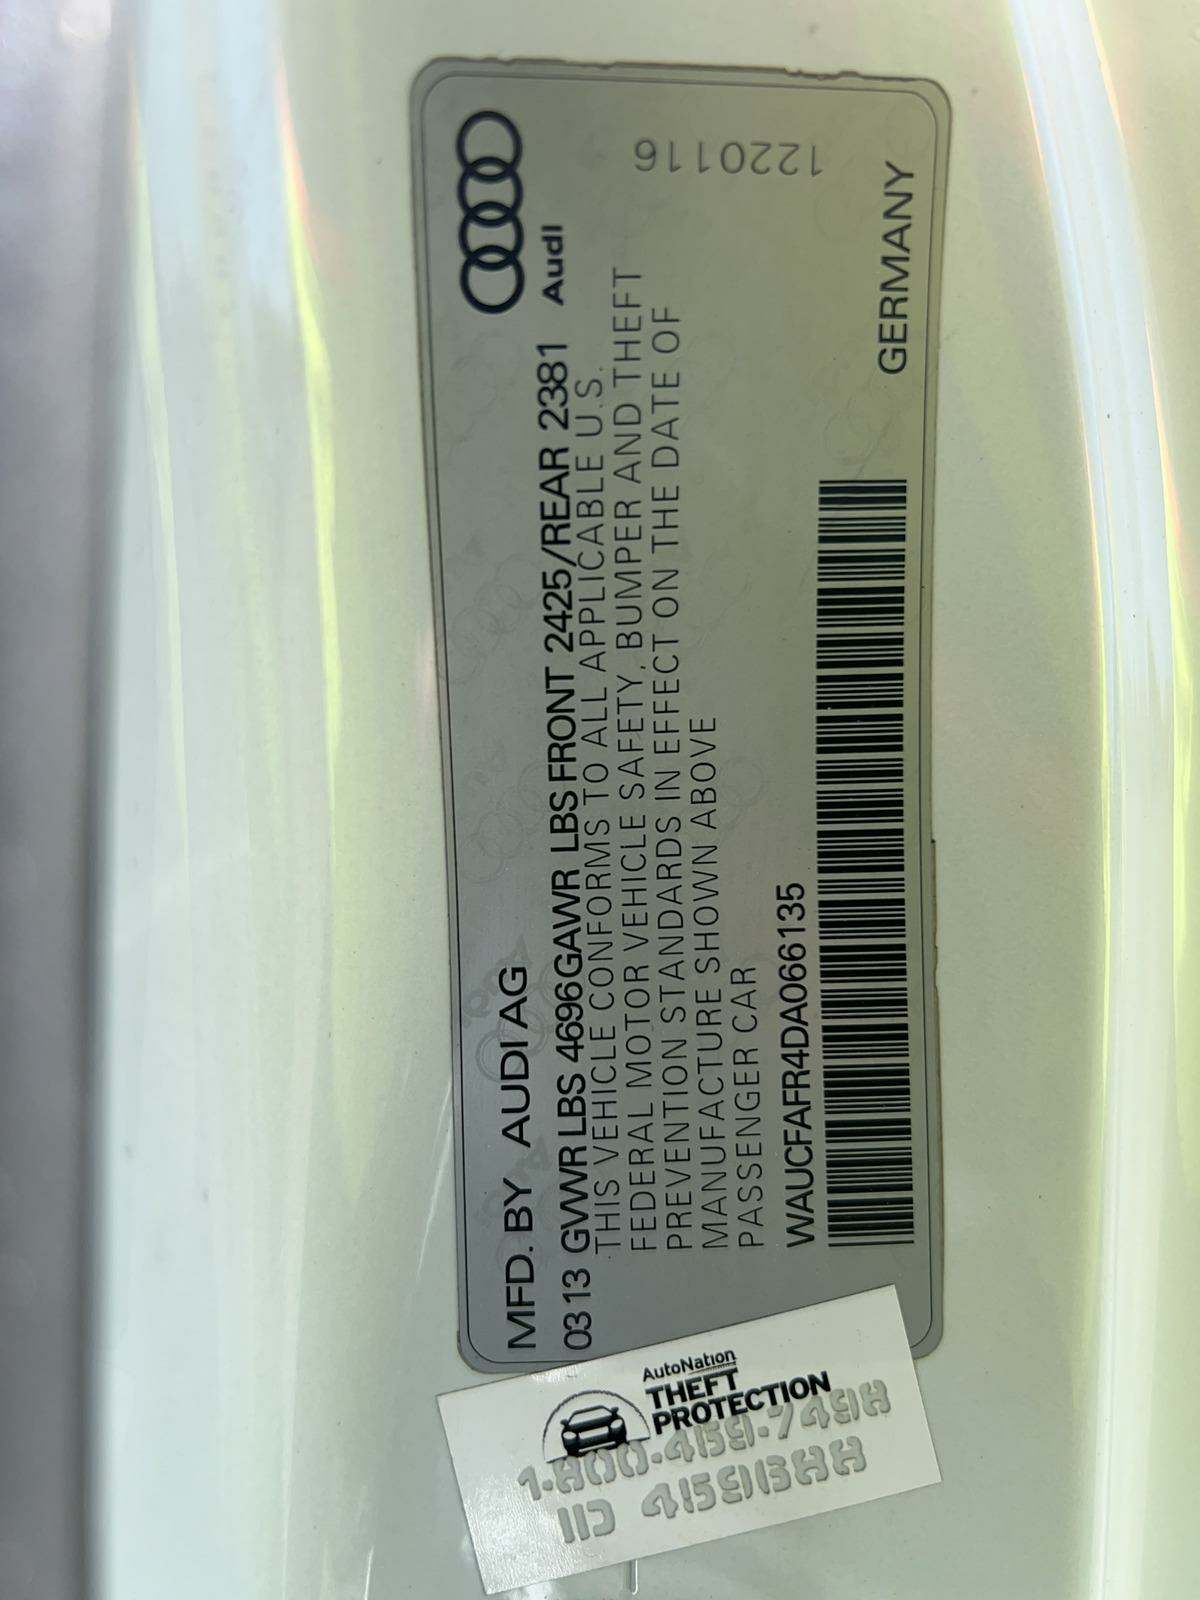 MFD. BY AUDI AG
03 13 GVWR LBS 4696 GAWR LBS FRONT 2425/REAR 2381
Audi
THIS VEHICLE CONFORMS TO ALL APPLICABLE U.S.
FEDERAL MOTOR VEHICLE SAFETY, BUMPER AND THEFT
PREVENTION STANDARDS IN EFFECT ON THE DATE OF
MANUFACTURE SHOWN ABOVE
PASSENGER CAR
1220116
WAUCFAFR4DA066135
GERMANY
AutoNation
THEFT
PROTECTION
1-800-459-7498
ID 4591688